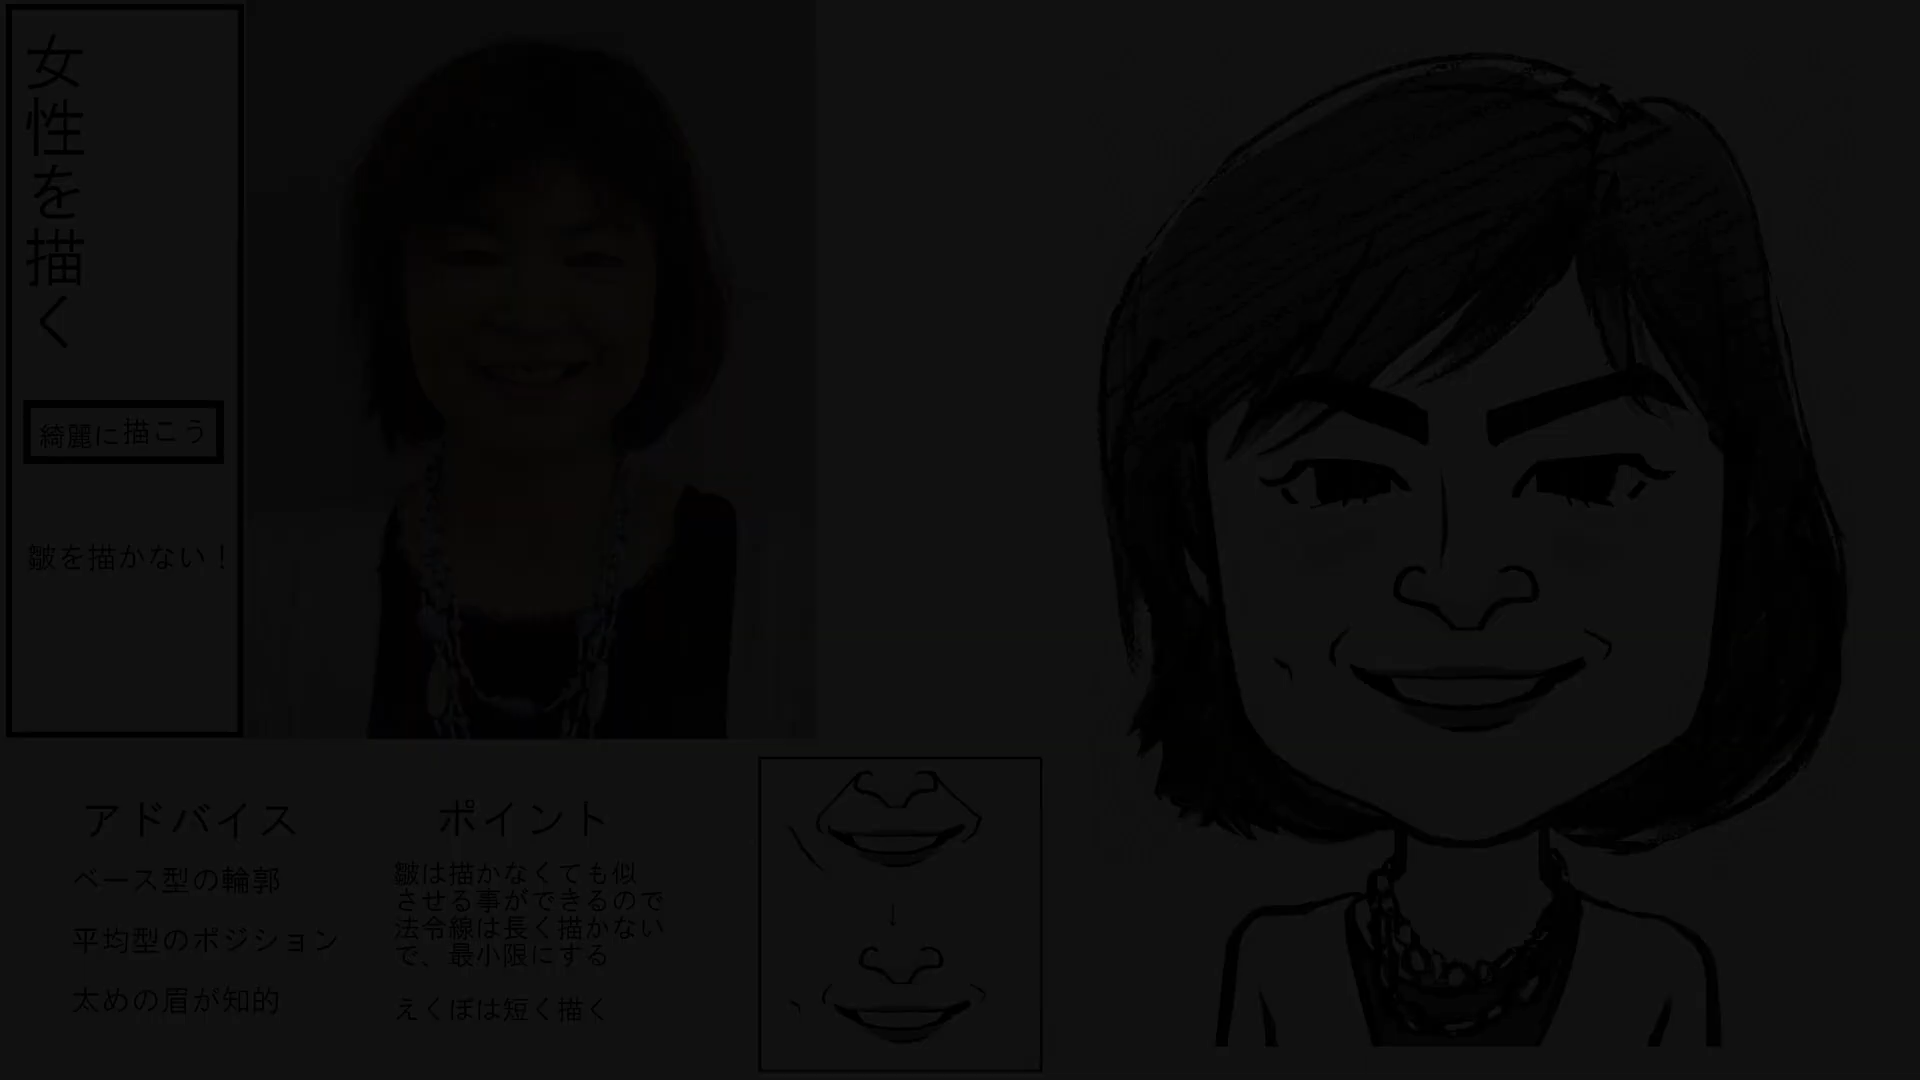 女性を描く
綺麗に描こう
皺を描かない！
アドバイス
ベース型の輪郭
平均型のポジション
太めの眉が知的
ポイント
皺は描かなくても似
させる事ができるので
法令線は長く描かない
で、最小限にする
えくぼは短く描く
↓